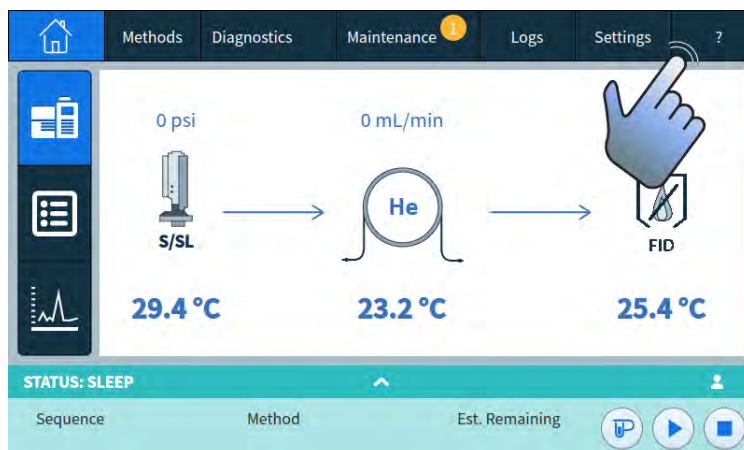 Methods Diagnostics Maintenance 1 Logs Settings ?
0 psi 0 mL/min
He
S/SL FID
29.4 °C 23.2 °C 25.4 °C
STATUS: SLEEP
Sequence Method Est. Remaining